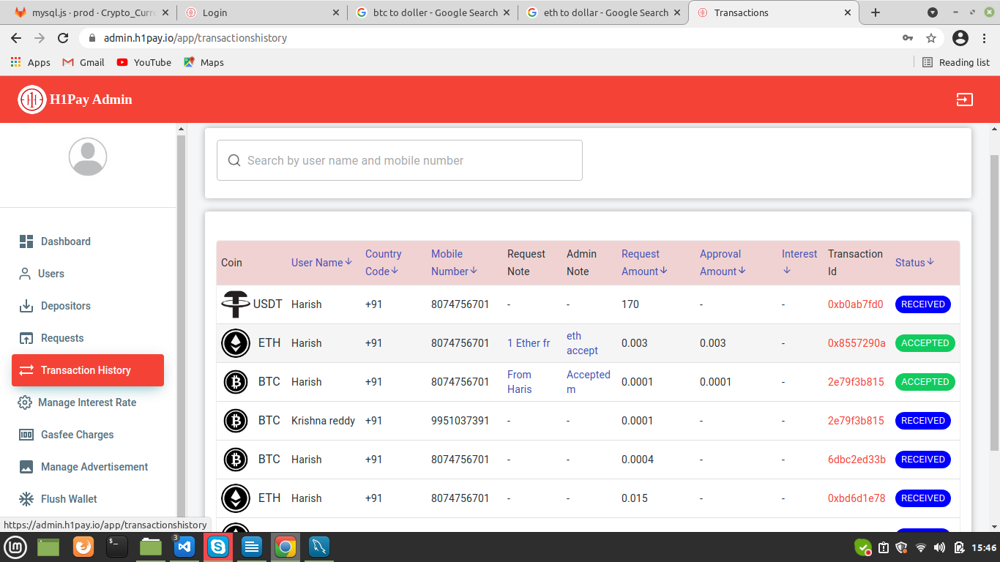 mysql.js · prod · Crypto_Curre
Login
btc to doller - Google Search
eth to dollar - Google Search
Transactions
admin.h1pay.io/app/transactionshistory
Apps
Gmail
YouTube
Maps
Reading list
H1Pay Admin
Dashboard
Users
Depositors
Requests
Transaction History
Manage Interest Rate
Gasfee Charges
Manage Advertisement
Flush Wallet
https://admin.h1pay.io/app/transactionshistory
Search by user name and mobile number
Coin User Name Country Code Mobile Number Request Note Admin Note Request Amount Approval Amount Interest Transaction Id Status
USDT Harish +91 8074756701 - - 170 - - 0xb0ab7fd0 RECEIVED
ETH Harish +91 8074756701 1 Ether fr eth accept 0.003 0.003 - 0x8557290a ACCEPTED
BTC Harish +91 8074756701 From Haris Accepted m 0.0001 0.0001 - 2e79f3b815 ACCEPTED
BTC Krishna reddy +91 9951037391 - - 0.0001 - - 2e79f3b815 RECEIVED
BTC Harish +91 8074756701 - - 0.0004 - - 6dbc2ed33b RECEIVED
ETH Harish +91 8074756701 - - 0.015 - - 0xbd6d1e78 RECEIVED
3
15:46